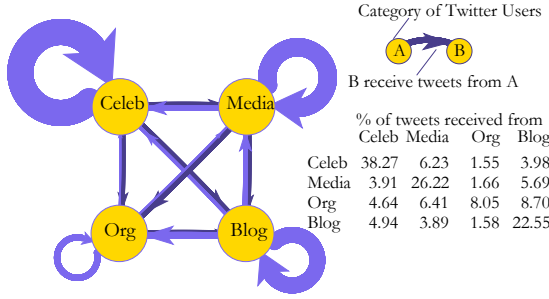 Category of Twitter Users
A B
B receive tweets from A
Celeb Media
Org Blog
% of tweets received from
Celeb Media Org Blog
Celeb 38.27 6.23 1.55 3.98
Media 3.91 26.22 1.66 5.69
Org 4.64 6.41 8.05 8.70
Blog 4.94 3.89 1.58 22.55